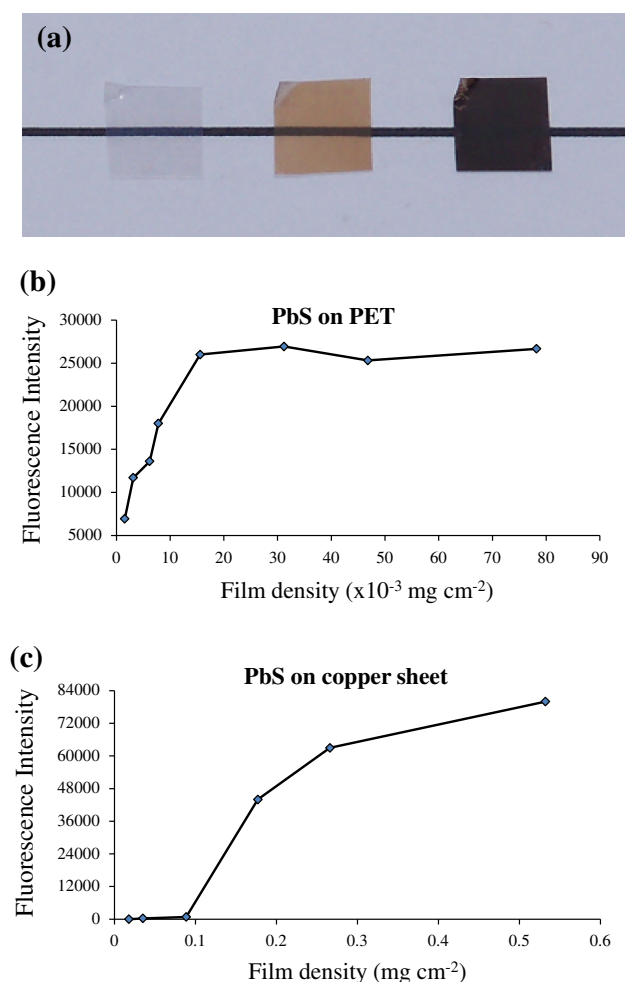 (a)
(b)
PbS on PET
Fluorescence Intensity
30000
25000
20000
15000
10000
5000
0 10 20 30 40 50 60 70 80 90
Film density (x10⁻³ mg cm⁻²)
(c)
PbS on copper sheet
Fluorescence Intensity
84000
72000
60000
48000
36000
24000
12000
0
0 0.1 0.2 0.3 0.4 0.5 0.6
Film density (mg cm⁻²)